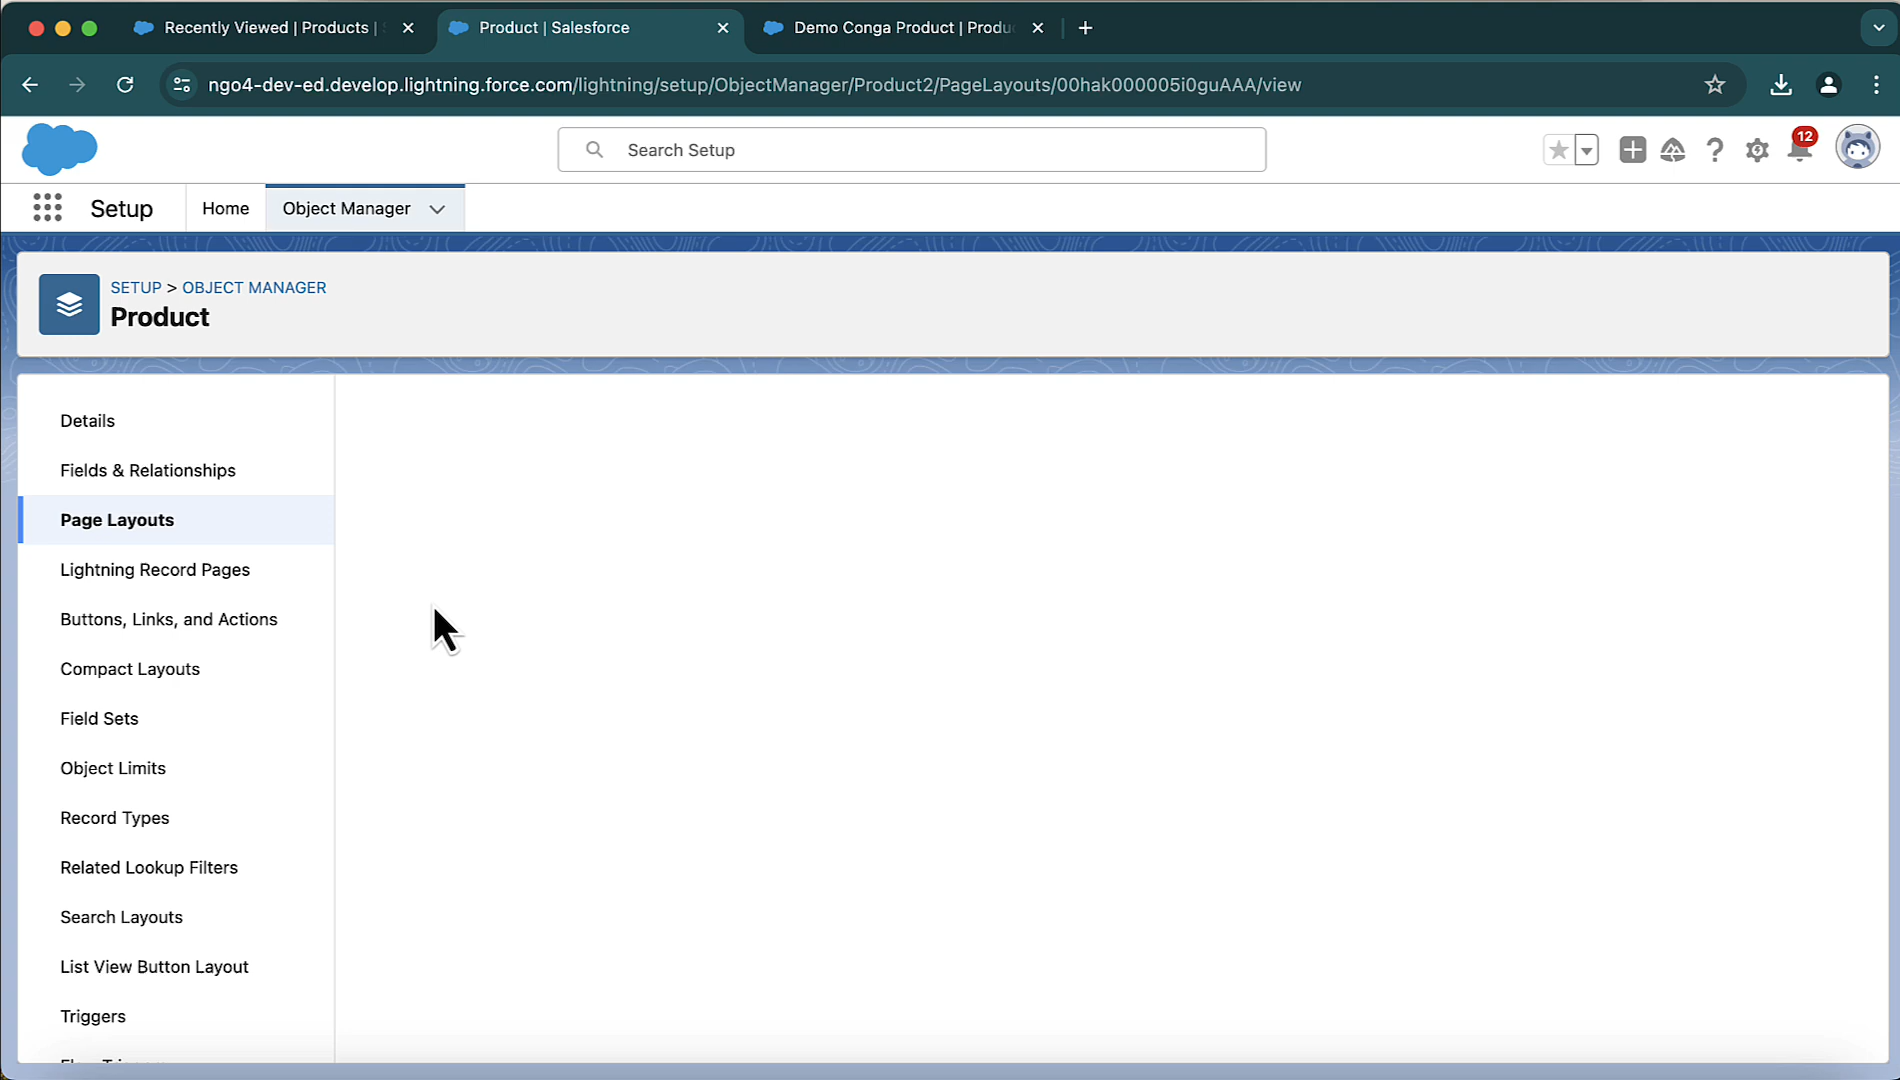 Recently Viewed | Products |
Product | Salesforce
Demo Conga Product | Produ
ngo4-dev-ed.develop.lightning.force.com/lightning/setup/ObjectManager/Product2/PageLayouts/00hak000005i0guAAA/view
Search Setup
12
Setup
Home
Object Manager
SETUP > OBJECT MANAGER
Product
Details
Fields & Relationships
Page Layouts
Lightning Record Pages
Buttons, Links, and Actions
Compact Layouts
Field Sets
Object Limits
Record Types
Related Lookup Filters
Search Layouts
List View Button Layout
Triggers